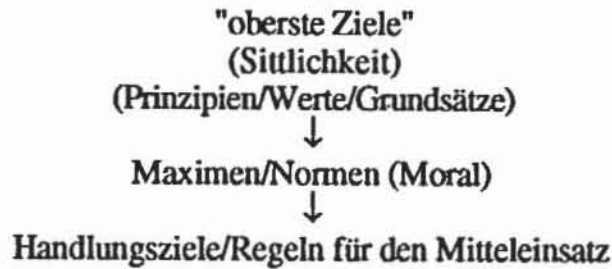 "oberste Ziele"
(Sittlichkeit)
(Prinzipien/Werte/Grundsätze)
↓
Maximen/Normen (Moral)
↓
Handlungsziele/Regeln für den Mitteleinsatz